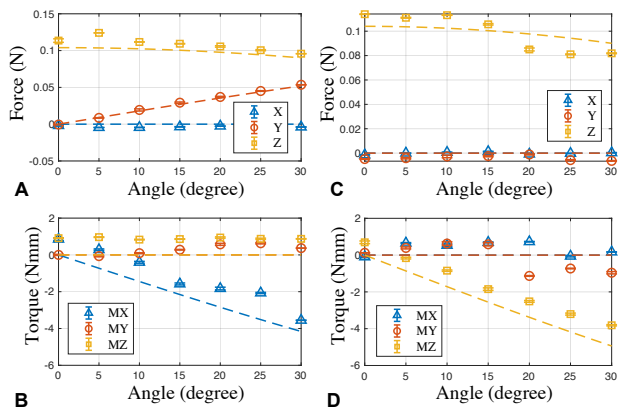 0.15
0.1
0.05
0
-0.05
Force (N)
0 5 10 15 20 25 30
Angle (degree)
X
Y
Z
A
0.1
0.08
0.06
0.04
0.02
0
Force (N)
0 5 10 15 20 25 30
Angle (degree)
X
Y
Z
C
2
0
-2
-4
-6
Torque (Nmm)
0 5 10 15 20 25 30
Angle (degree)
MX
MY
MZ
B
2
0
-2
-4
-6
Torque (Nmm)
0 5 10 15 20 25 30
Angle (degree)
MX
MY
MZ
D